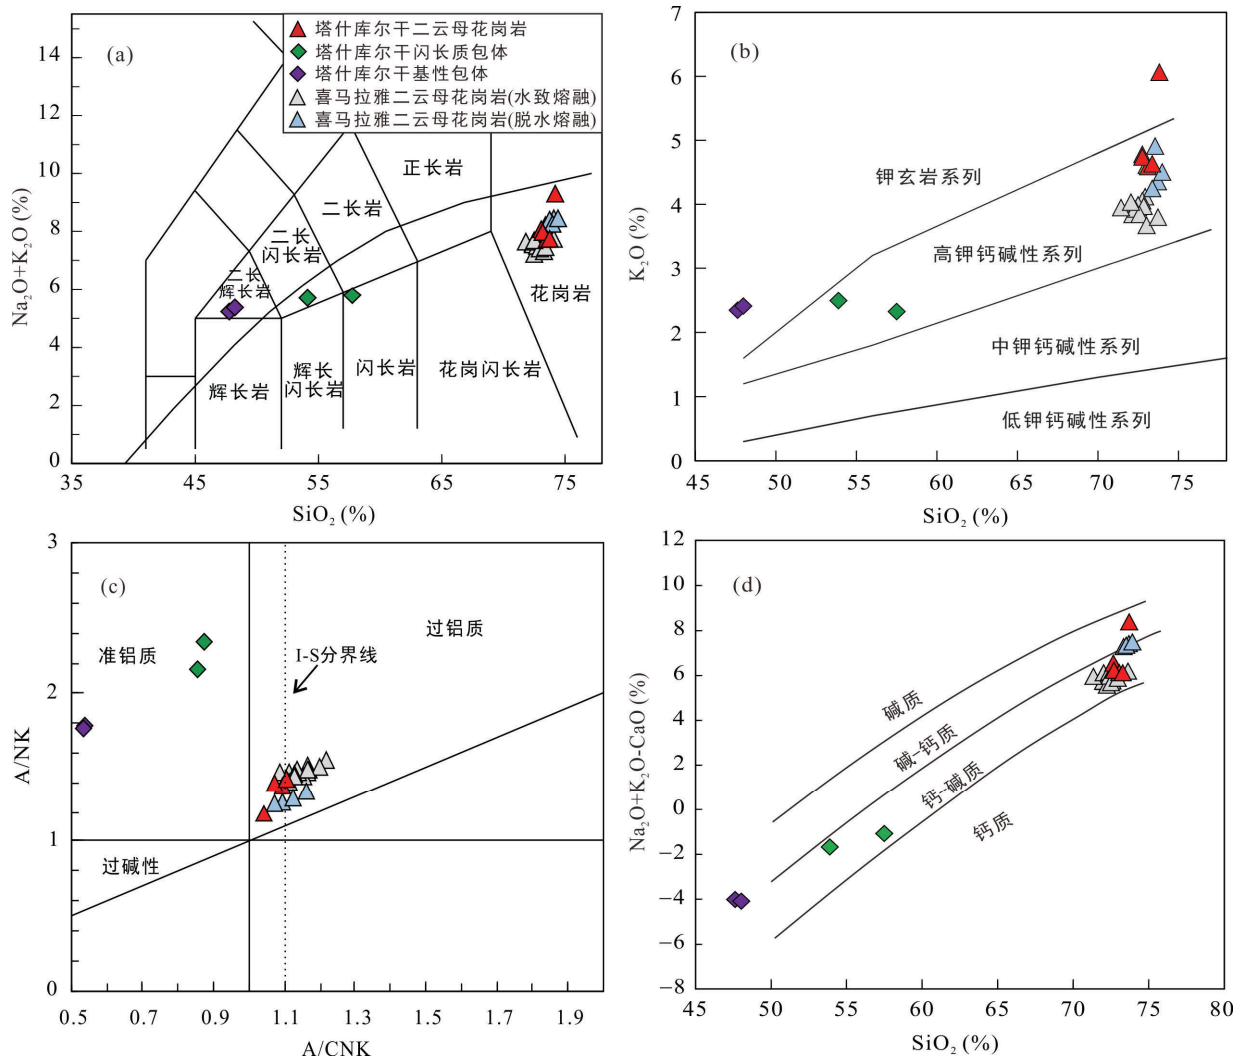 (a)
塔什库尔干二云母花岗岩
塔什库尔干闪长质包体
塔什库尔干基性包体
喜马拉雅二云母花岗岩(水致熔融)
喜马拉雅二云母花岗岩(脱水熔融)
正长岩
二长岩
二长
闪长岩
二长
辉长岩
花岗岩
辉长岩
辉长
闪长岩
闪长岩
花岗闪长岩
14
12
10
8
6
4
2
0
35
45
55
65
75
Na₂O+K₂O (%)
SiO₂ (%)
(b)
钾玄岩系列
高钾钙碱性系列
中钾钙碱性系列
低钾钙碱性系列
7
6
5
4
3
2
1
0
45
50
55
60
65
70
75
K₂O (%)
SiO₂ (%)
(c)
准铝质
过铝质
I-S分界线
过碱性
3
2
1
0
0.5
0.9
1.1
1.3
1.5
1.7
1.9
A/NK
A/CNK
(d)
碱质
碱-钙质
钙-碱质
钙质
12
10
8
6
4
2
0
−2
−4
−6
−8
45
50
55
60
65
70
75
80
Na₂O+K₂O-CaO (%)
SiO₂ (%)